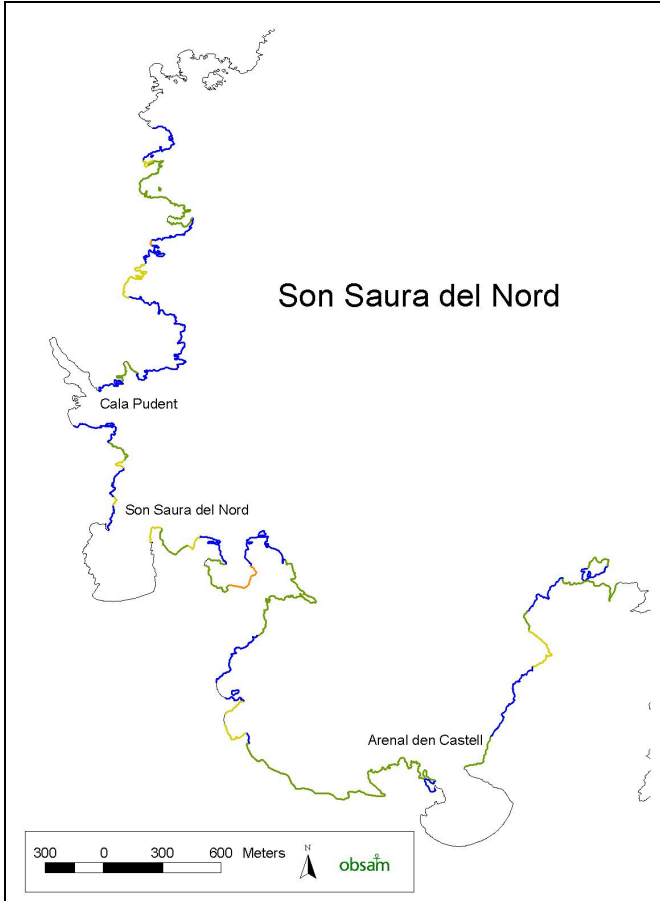 Son Saura del Nord
Cala Pudent
Son Saura del Nord
Arenal den Castell
300 0 300 600 Meters
N
obsam